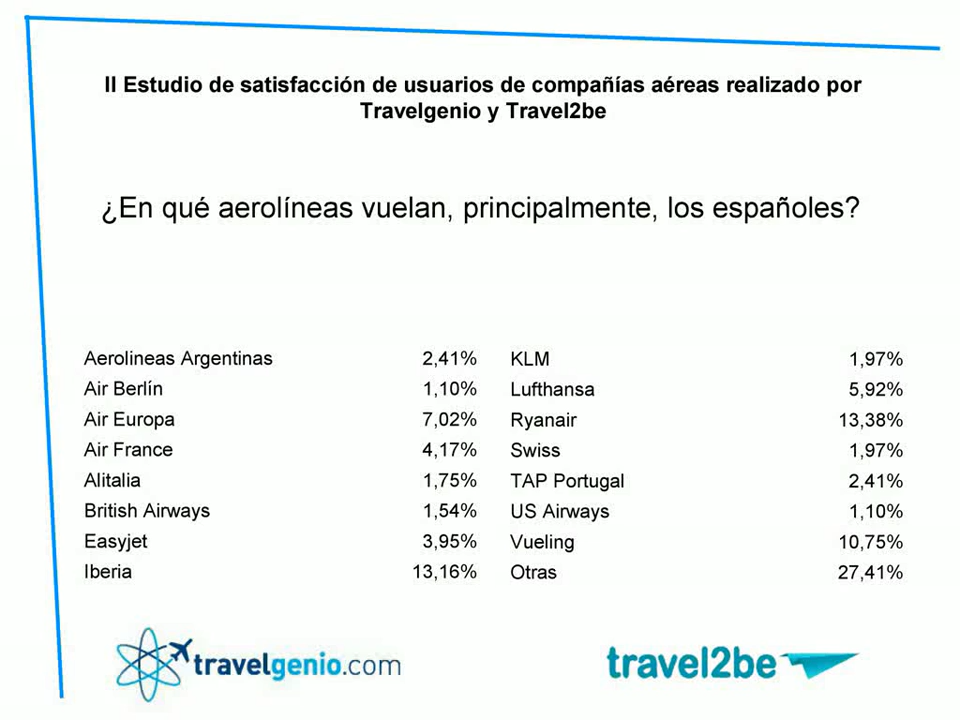 II Estudio de satisfacción de usuarios de compañías aéreas realizado por
Travelgenio y Travel2be
¿En qué aerolíneas vuelan, principalmente, los españoles?
Aerolineas Argentinas 2,41%
Air Berlín 1,10%
Air Europa 7,02%
Air France 4,17%
Alitalia 1,75%
British Airways 1,54%
Easyjet 3,95%
Iberia 13,16%
KLM 1,97%
Lufthansa 5,92%
Ryanair 13,38%
Swiss 1,97%
TAP Portugal 2,41%
US Airways 1,10%
Vueling 10,75%
Otras 27,41%
travelgenio.com
travel2be